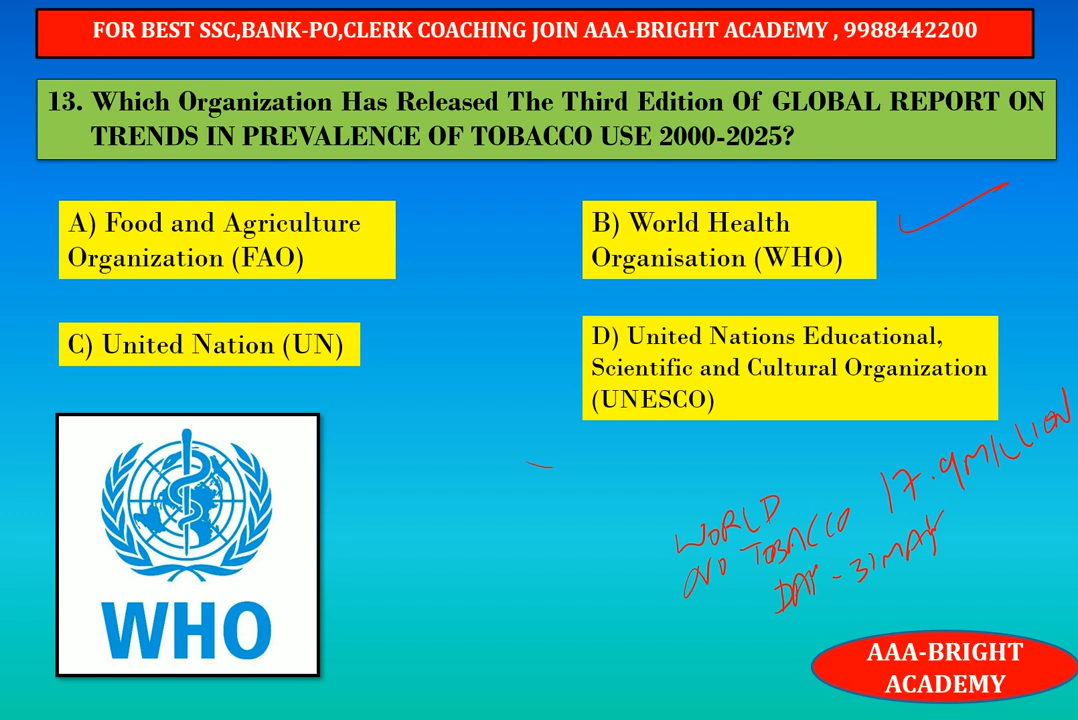 FOR BEST SSC,BANK-PO,CLERK COACHING JOIN AAA-BRIGHT ACADEMY , 9988442200
13. Which Organization Has Released The Third Edition Of GLOBAL REPORT ON
TRENDS IN PREVALENCE OF TOBACCO USE 2000-2025?
A) Food and Agriculture
Organization (FAO)
B) World Health
Organisation (WHO)
C) United Nation (UN)
D) United Nations Educational,
Scientific and Cultural Organization
(UNESCO)
WHO
17.9MILLION
WORLD
NO TOBACCO
DAY - 31MAY
AAA-BRIGHT
ACADEMY